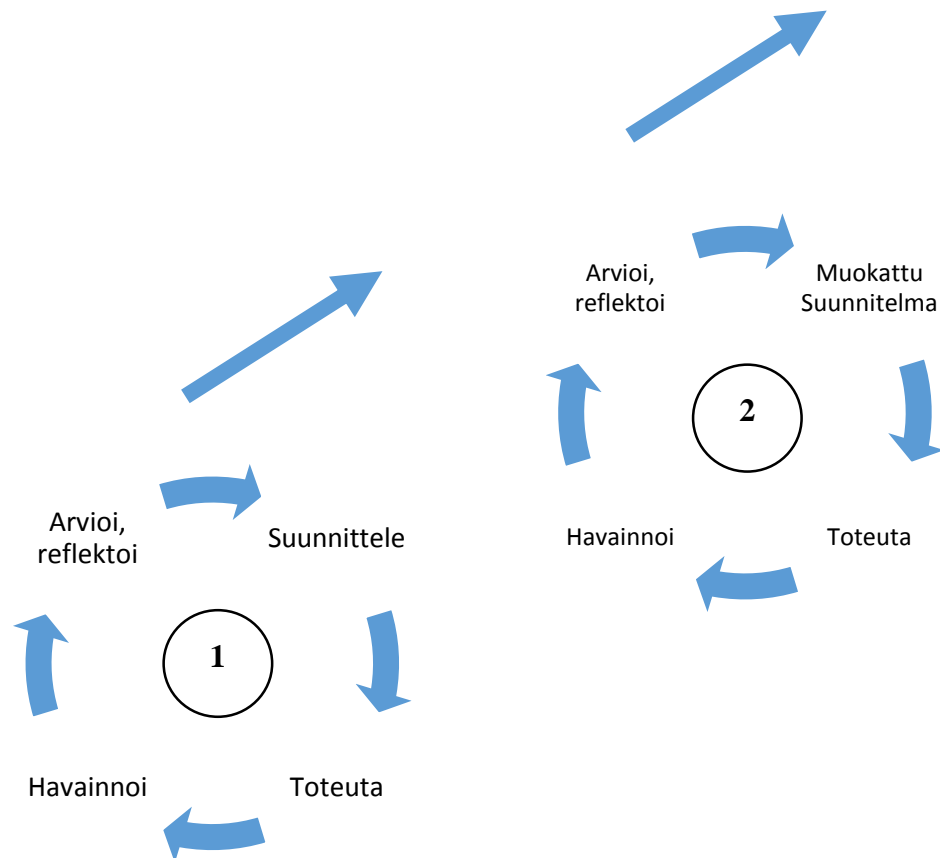 Arvioi,
reflektoi
Muokattu
Suunnitelma
2
Havainnoi
Toteuta
Arvioi,
reflektoi
Suunnittele
1
Havainnoi
Toteuta